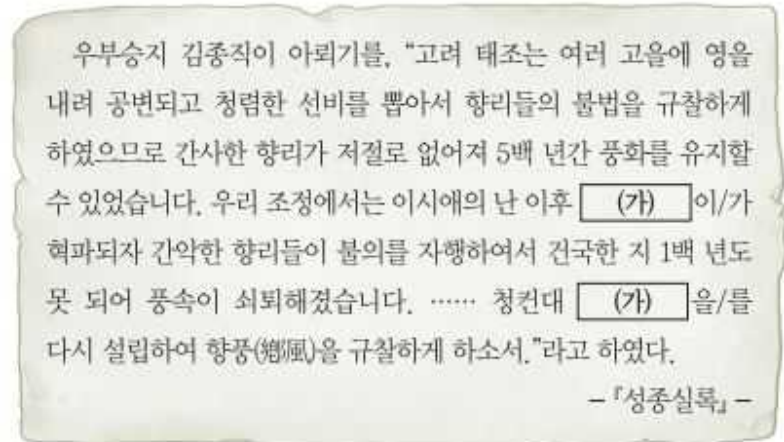 우부승지 김종직이 아뢰기를, "고려 태조는 여러 고을에 영을
내려 공변되고 청렴한 선비를 뽑아서 향리들의 불법을 규찰하게
하였으므로 간사한 향리가 저절로 없어져 5백 년간 풍화를 유지할
수 있었습니다. 우리 조정에서는 이시애의 난 이후 (가) 이/가
혁파되자 간악한 향리들이 불의를 자행하여서 건국한 지 1백 년도
못 되어 풍속이 쇠퇴해졌습니다. …… 청컨대 (가) 을/를
다시 설립하여 향풍(鄕風)을 규찰하게 하소서."라고 하였다.
-『성종실록』-